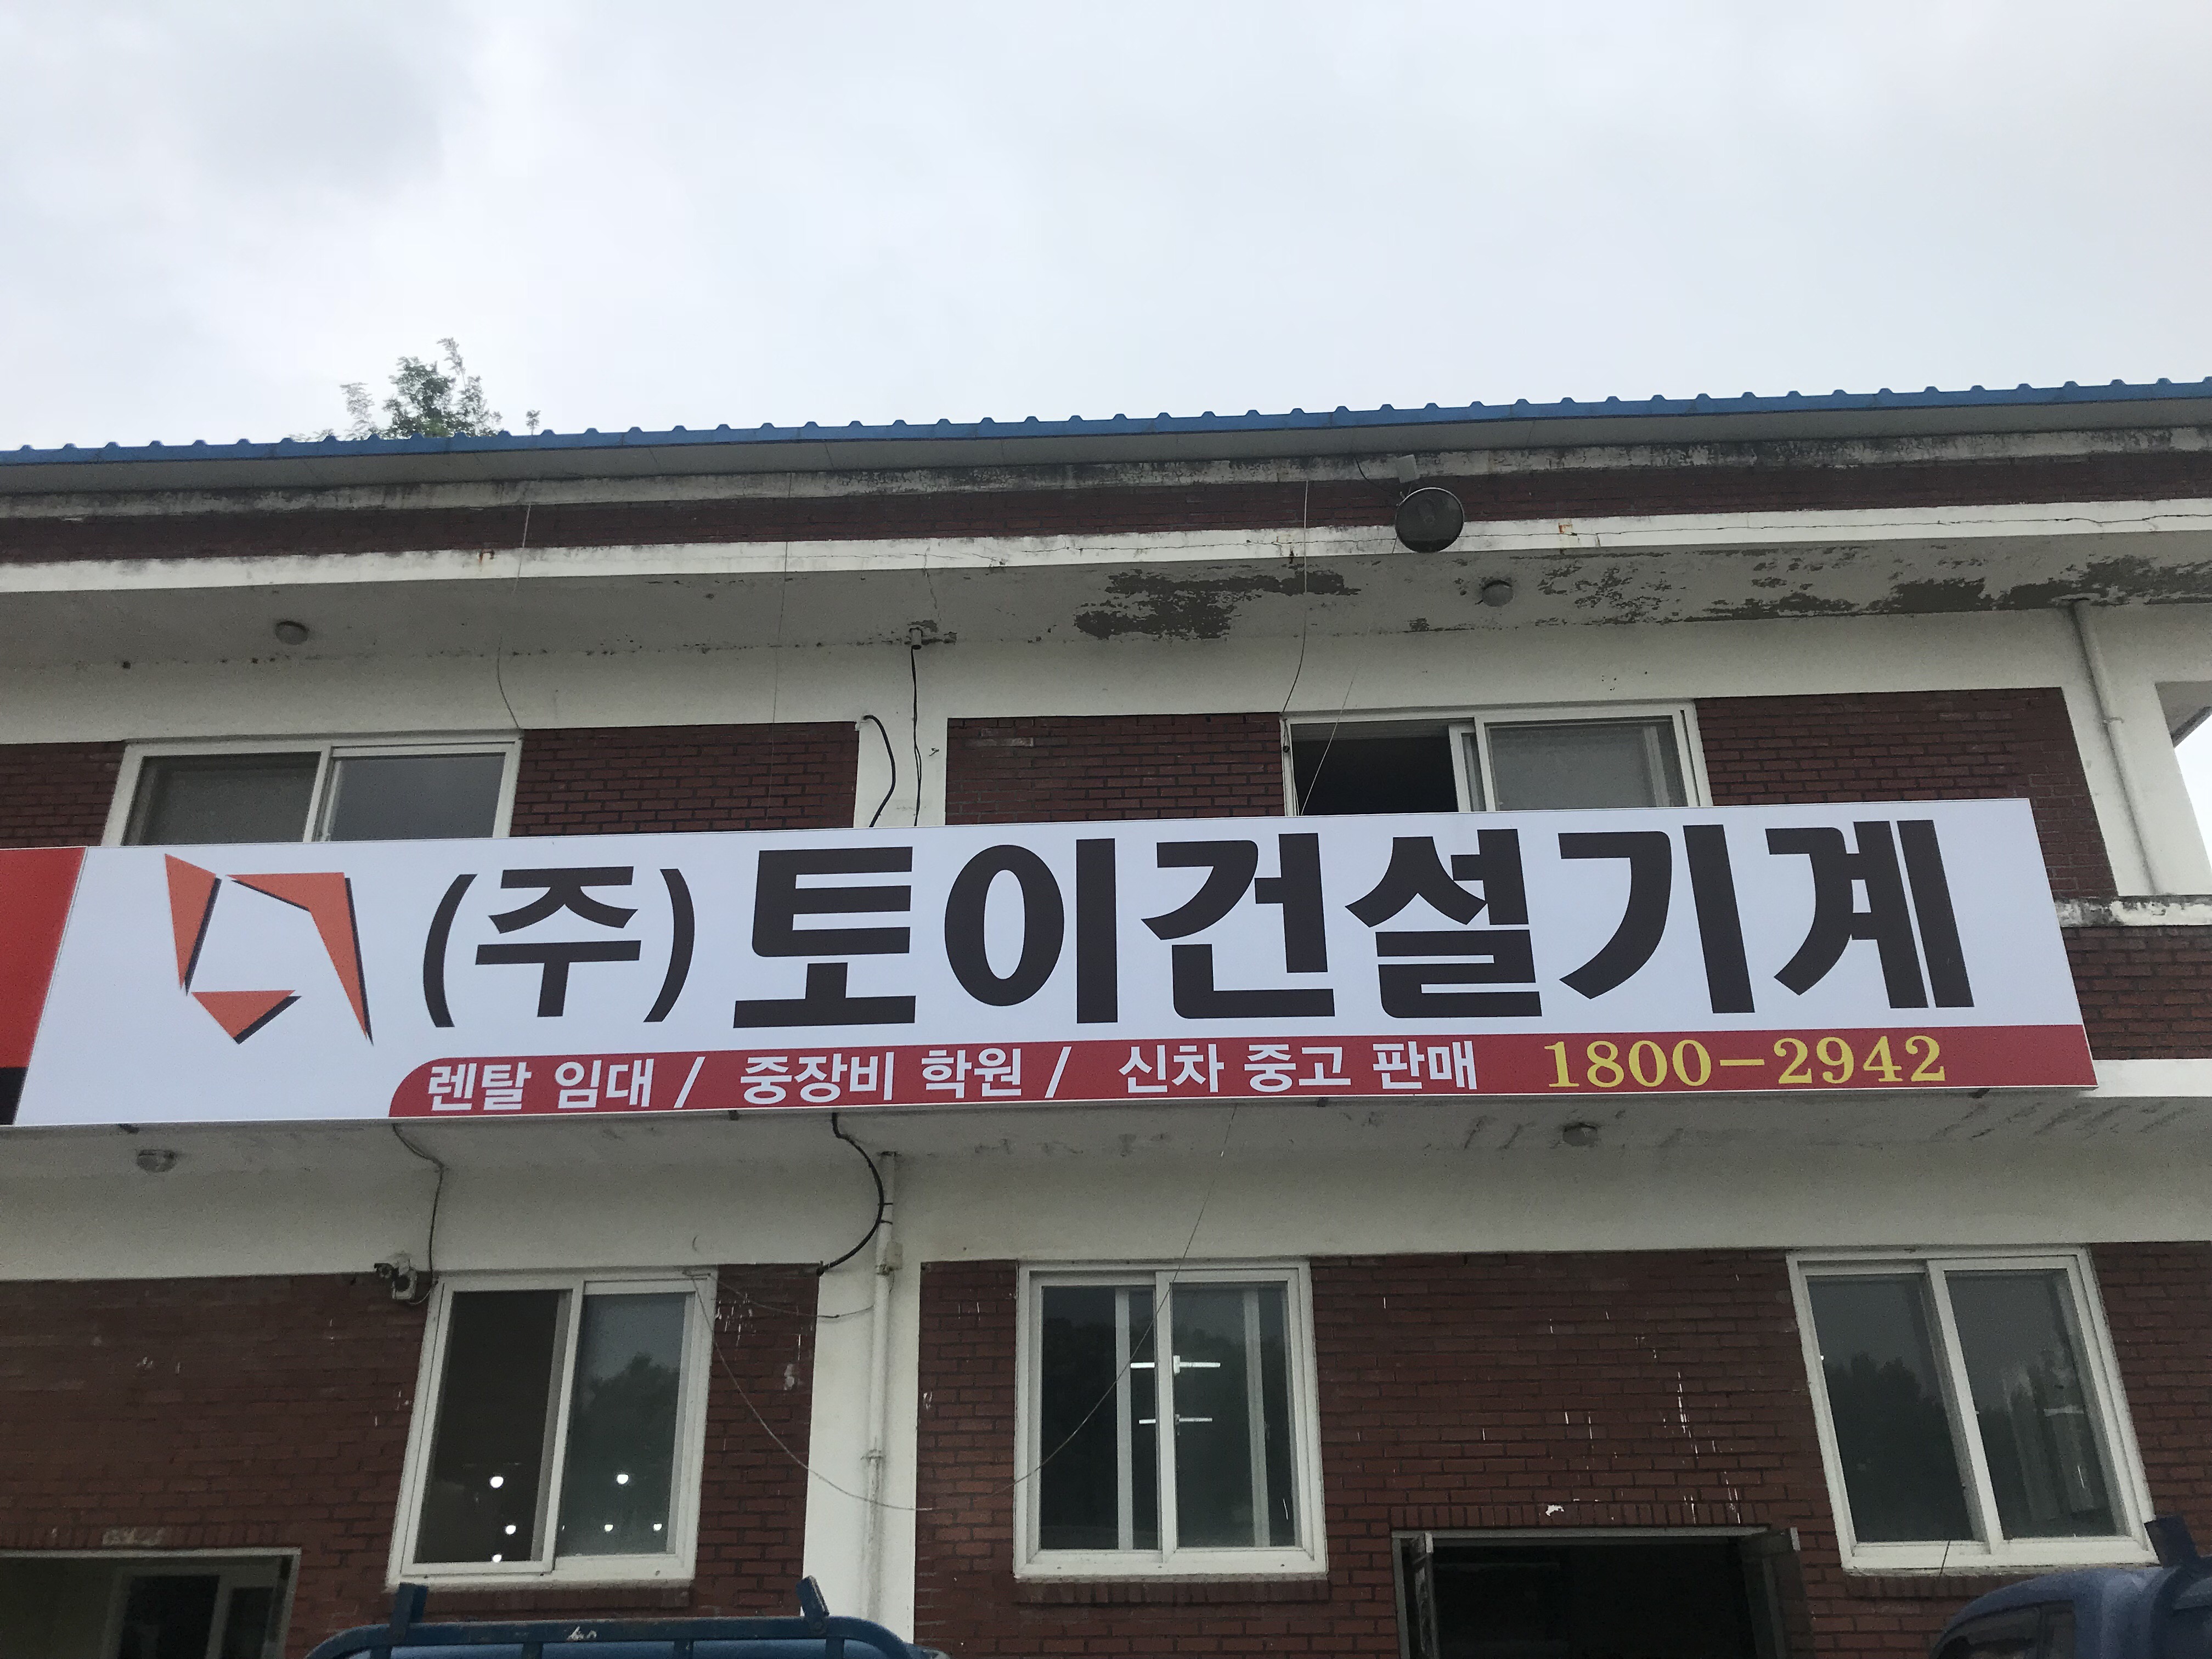 (주)토이건설기계
렌탈 임대 / 중장비 학원 / 신차 중고 판매 1800-2942